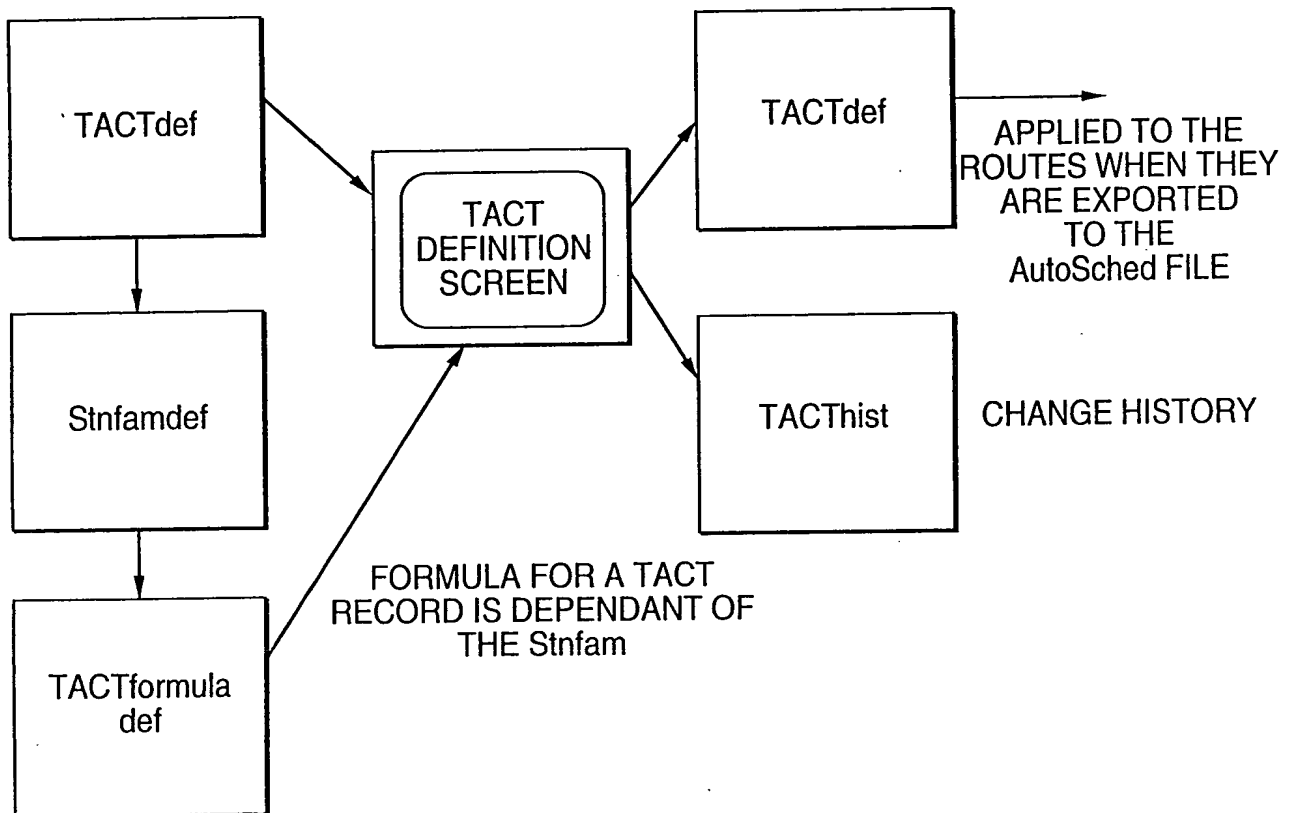 TACTdef
TACT
DEFINITION
SCREEN
TACTdef
APPLIED TO THE
ROUTES WHEN THEY
ARE EXPORTED
TO THE
AutoSched FILE
Stnfamdef
TACThist
CHANGE HISTORY
FORMULA FOR A TACT
RECORD IS DEPENDANT OF
THE Stnfam
TACTformula
def